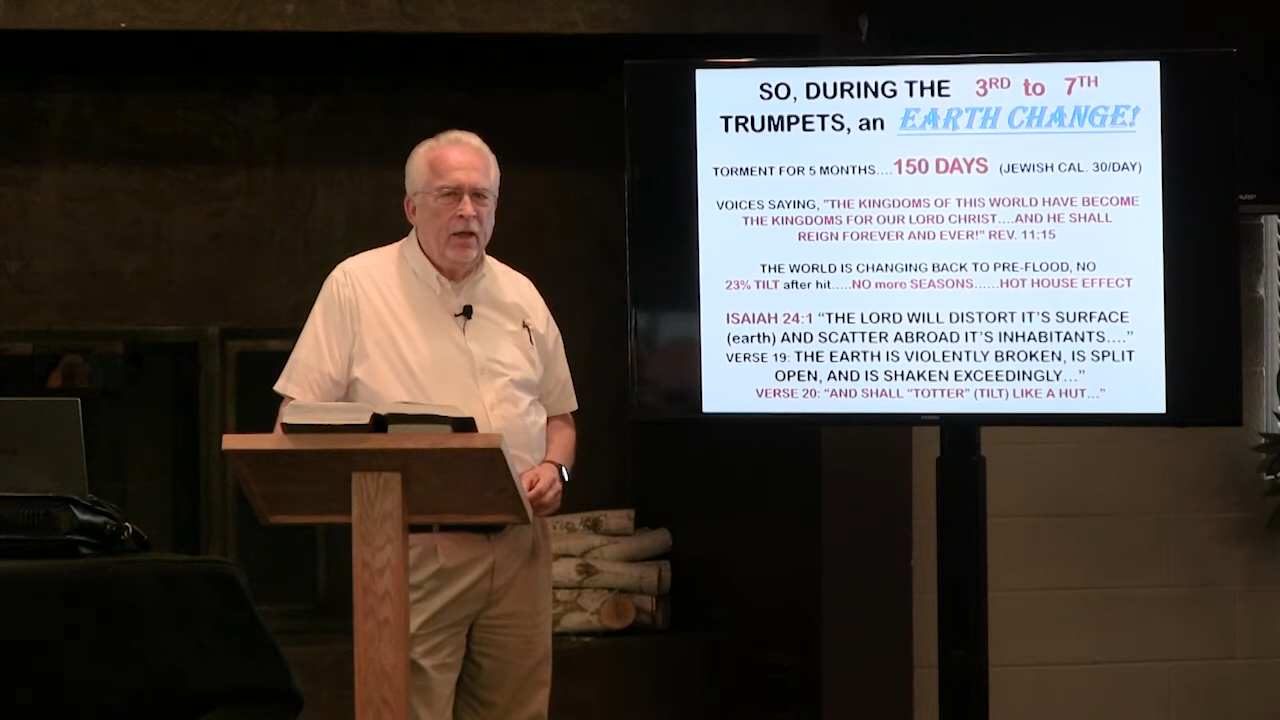 SO, DURING THE 3RD to 7TH
TRUMPETS, an EARTH CHANGE!
TORMENT FOR 5 MONTHS....150 DAYS (JEWISH CAL. 30/DAY)
VOICES SAYING, "THE KINGDOMS OF THIS WORLD HAVE BECOME
THE KINGDOMS FOR OUR LORD CHRIST....AND HE SHALL
REIGN FOREVER AND EVER!" REV. 11:15
THE WORLD IS CHANGING BACK TO PRE-FLOOD, NO
23% TILT after hit.....NO more SEASONS......HOT HOUSE EFFECT
ISAIAH 24:1 "THE LORD WILL DISTORT IT'S SURFACE
(earth) AND SCATTER ABROAD IT'S INHABITANTS...."
VERSE 19: THE EARTH IS VIOLENTLY BROKEN, IS SPLIT
OPEN, AND IS SHAKEN EXCEEDINGLY..."
VERSE 20: "AND SHALL "TOTTER" (TILT) LIKE A HUT..."